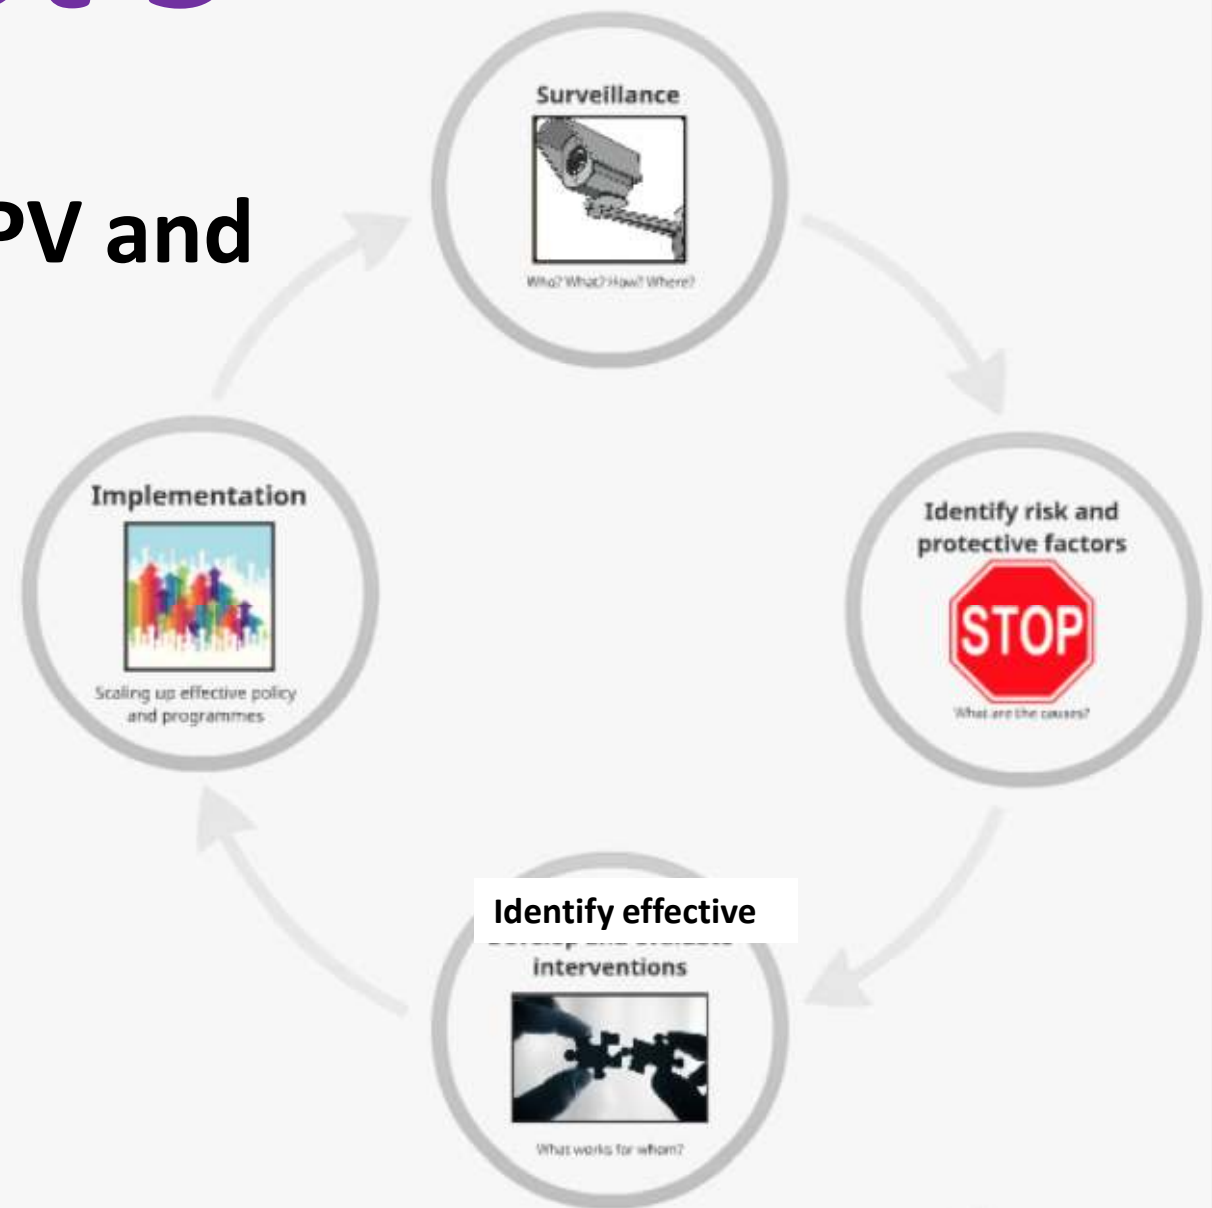 Surveillance
Who? What? How? Where?
PV and
Implementation
Scaling up effective policy
and programmes
Identify risk and
protective factors
STOP
What are the causes?
Identify effective
interventions
What works for whom?